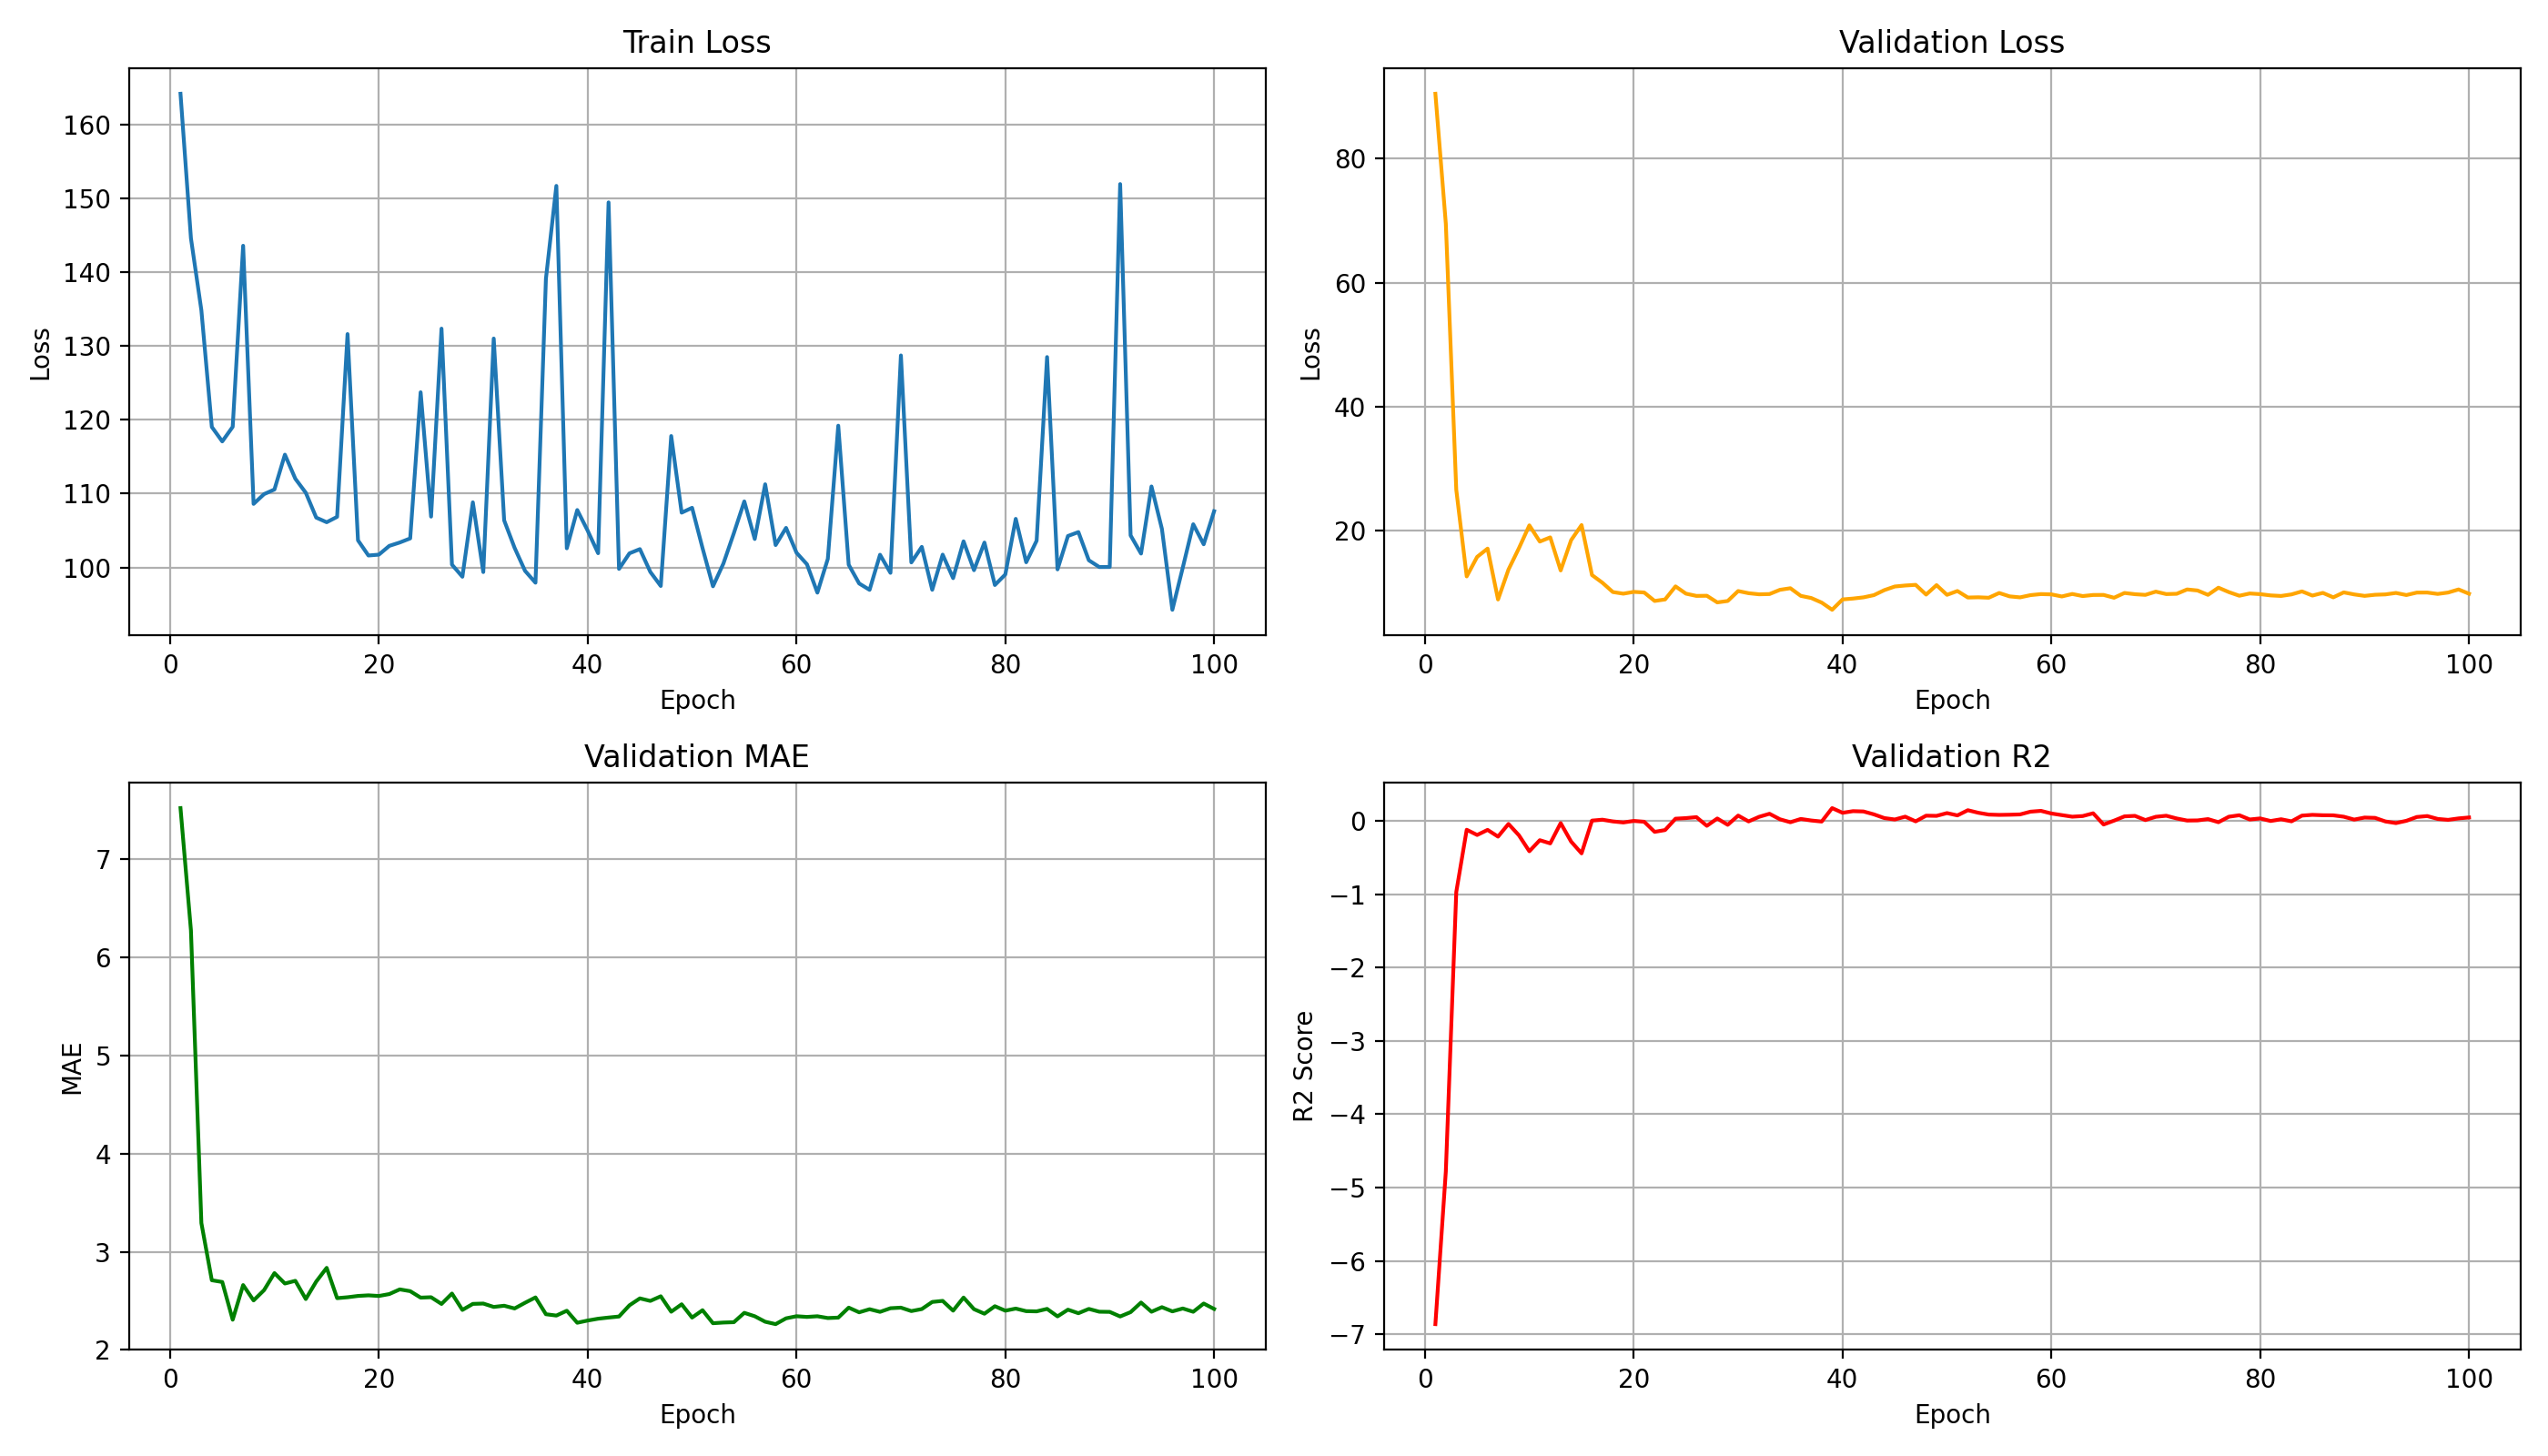 Train Loss
Loss
160
150
140
130
120
110
100
0 20 40 60 80 100
Epoch
Validation Loss
Loss
80
60
40
20
0 20 40 60 80 100
Epoch
Validation MAE
MAE
7
6
5
4
3
2
0 20 40 60 80 100
Epoch
Validation R2
R2 Score
0
−1
−2
−3
−4
−5
−6
−7
0 20 40 60 80 100
Epoch